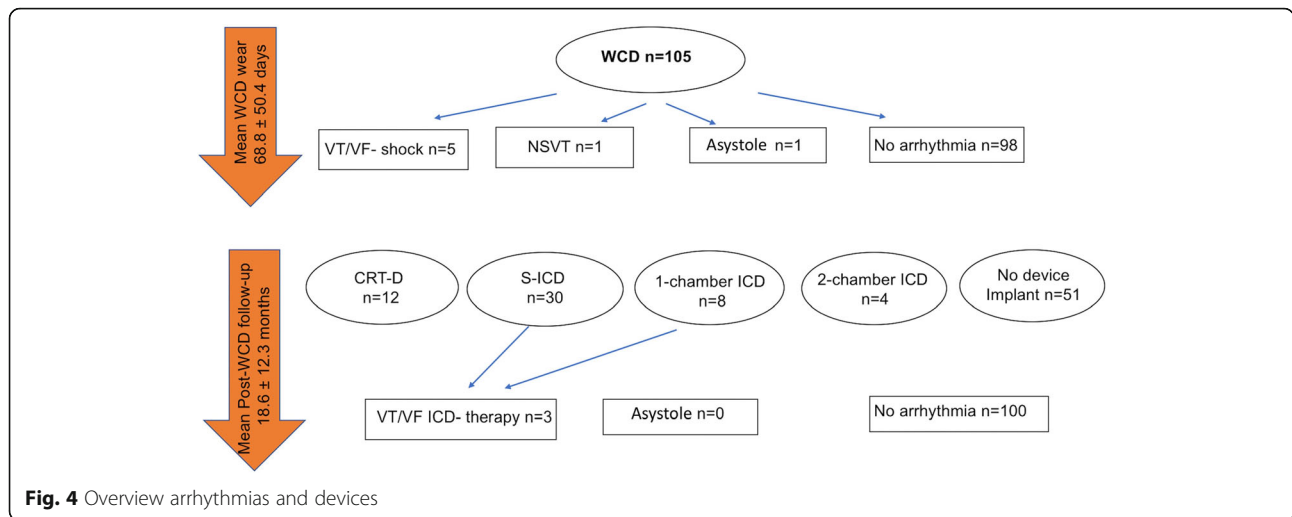 Mean WCD wear
68.8 ± 50.4 days
WCD n=105
VT/VF- shock n=5
NSVT n=1
Asystole n=1
No arrhythmia n=98
Mean Post-WCD follow-up
18.6 ± 12.3 months
CRT-D
n=12
S-ICD
n=30
1-chamber ICD
n=8
2-chamber ICD
n=4
No device
Implant n=51
VT/VF ICD- therapy n=3
Asystole n=0
No arrhythmia n=100
Fig. 4 Overview arrhythmias and devices